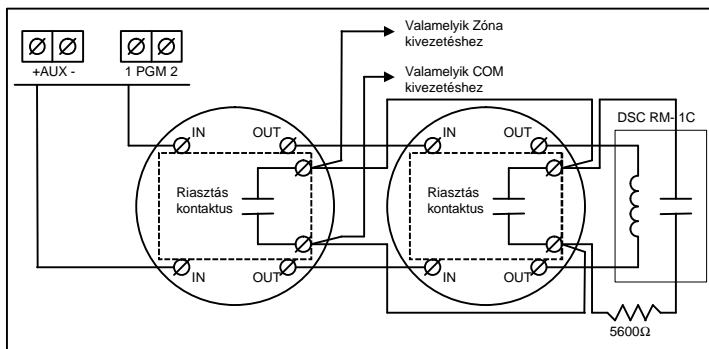 Valamelyik Zóna
kivezetéshez
+AUX -
1 PGM 2
Valamelyik COM
kivezetéshez
DSC RM- 1C
IN
OUT
IN
OUT
Riasztás
kontaktus
Riasztás
kontaktus
IN
OUT
IN
OUT
5600Ω